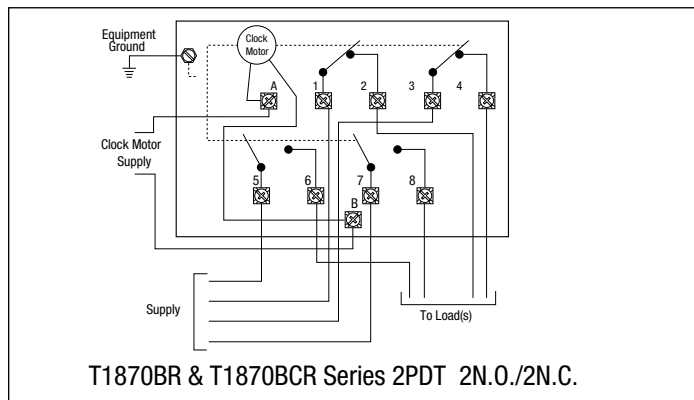 Equipment
Ground
Clock
Motor
A
1
2
3
4
Clock Motor
Supply
5
6
7
8
B
Supply
To Load(s)
T1870BR & T1870BCR Series 2PDT 2N.O./2N.C.